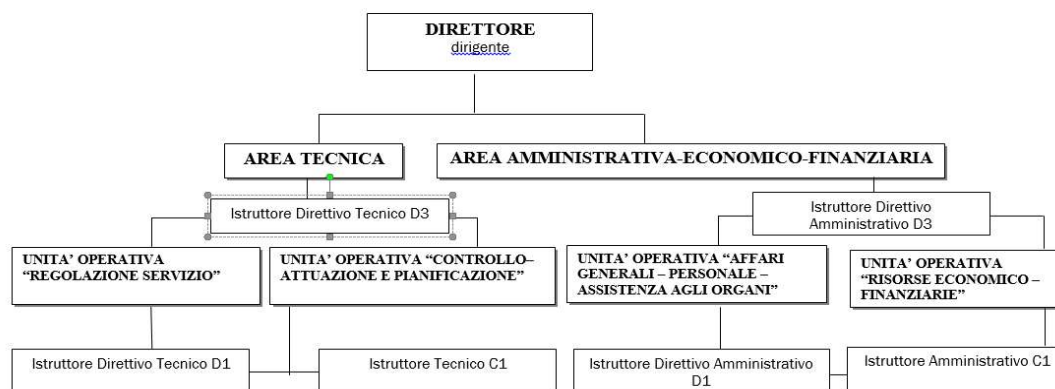 DIRETTORE
dirigente
AREA TECNICA
AREA AMMINISTRATIVA-ECONOMICO-FINANZIARIA
Istruttore Direttivo Tecnico D3
Istruttore Direttivo
Amministrativo D3
UNITA’ OPERATIVA
“REGOLAZIONE SERVIZIO”
UNITA’ OPERATIVA “CONTROLLO–
ATTUAZIONE E PIANIFICAZIONE”
UNITA’ OPERATIVA “AFFARI
GENERALI – PERSONALE –
ASSISTENZA AGLI ORGANI”
UNITA’ OPERATIVA
“RISORSE ECONOMICO –
FINANZIARIE”
Istruttore Direttivo Tecnico D1
Istruttore Tecnico C1
Istruttore Direttivo Amministrativo
D1
Istruttore Amministrativo C1